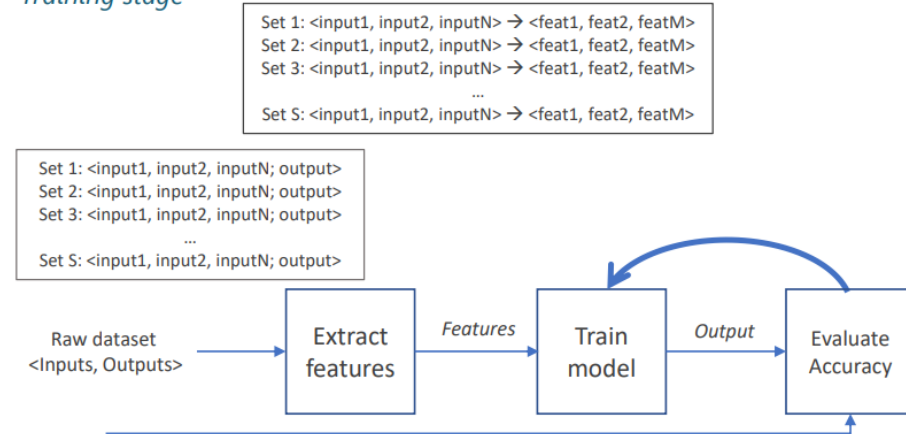 Training stage
Set 1: <input1, input2, inputN> → <feat1, feat2, featM>
Set 2: <input1, input2, inputN> → <feat1, feat2, featM>
Set 3: <input1, input2, inputN> → <feat1, feat2, featM>
...
Set S: <input1, input2, inputN> → <feat1, feat2, featM>
Set 1: <input1, input2, inputN; output>
Set 2: <input1, input2, inputN; output>
Set 3: <input1, input2, inputN; output>
...
Set S: <input1, input2, inputN; output>
Raw dataset
<Inputs, Outputs>
Extract
features
Features
Train
model
Output
Evaluate
Accuracy